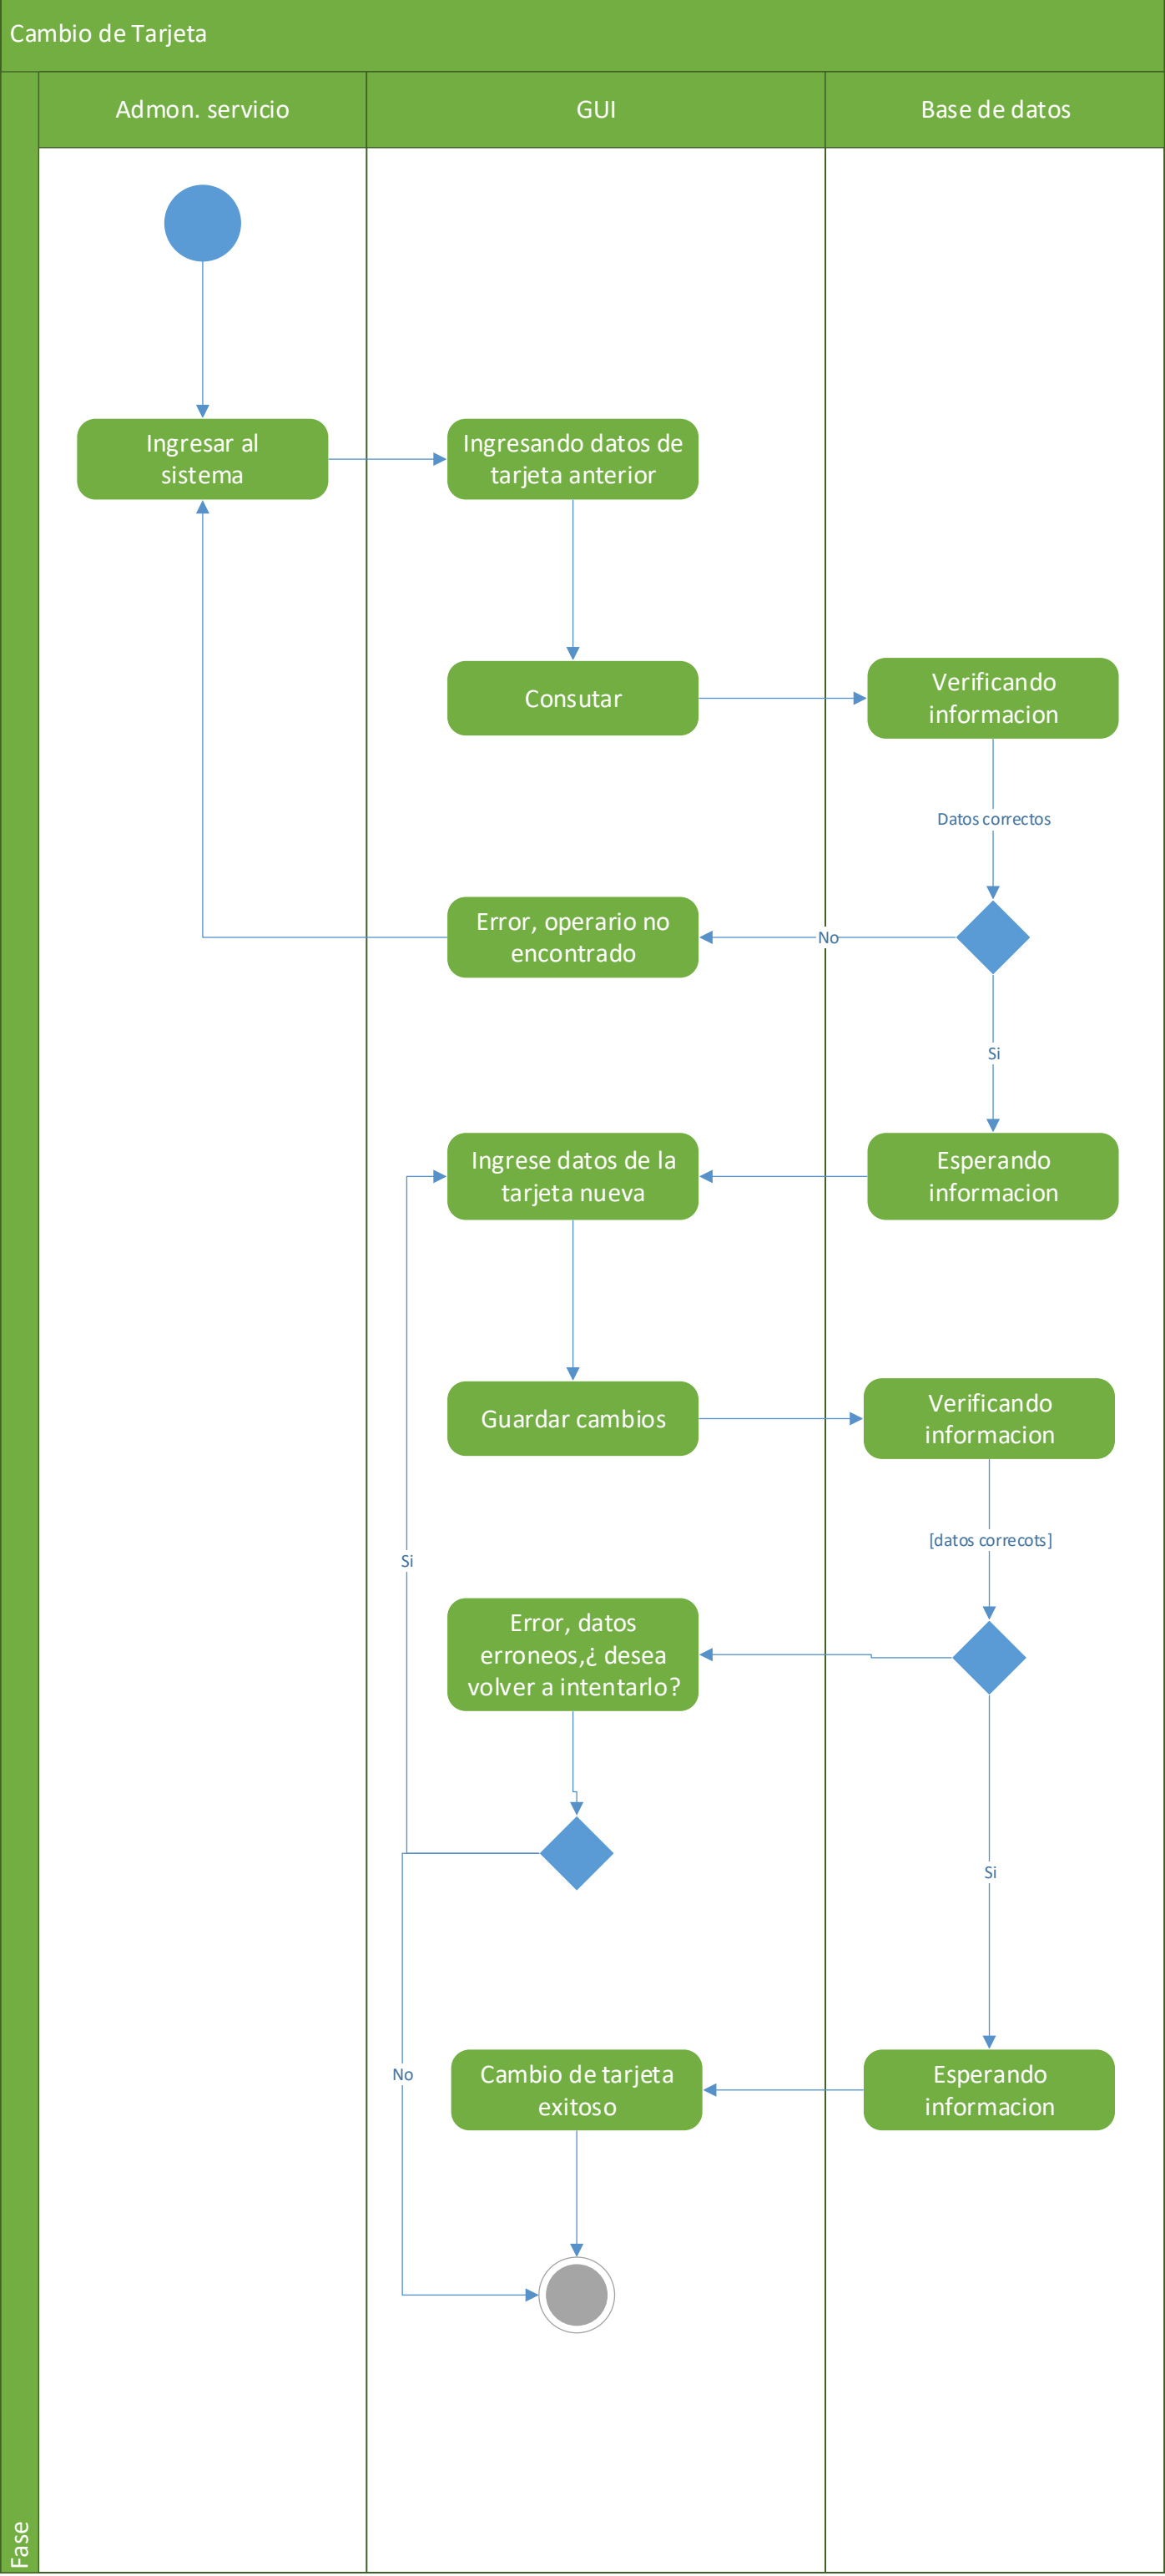 Cambio de Tarjeta
Admon. servicio
GUI
Base de datos
Ingresar al
sistema
Ingresando datos de
tarjeta anterior
Consutar
Verificando
informacion
Datos correctos
Error, operario no
encontrado
No
Si
Ingrese datos de la
tarjeta nueva
Esperando
informacion
Guardar cambios
Verificando
informacion
[datos correcots]
Si
Error, datos
erroneos,¿ desea
volver a intentarlo?
Si
No
Cambio de tarjeta
exitoso
Esperando
informacion
Fase